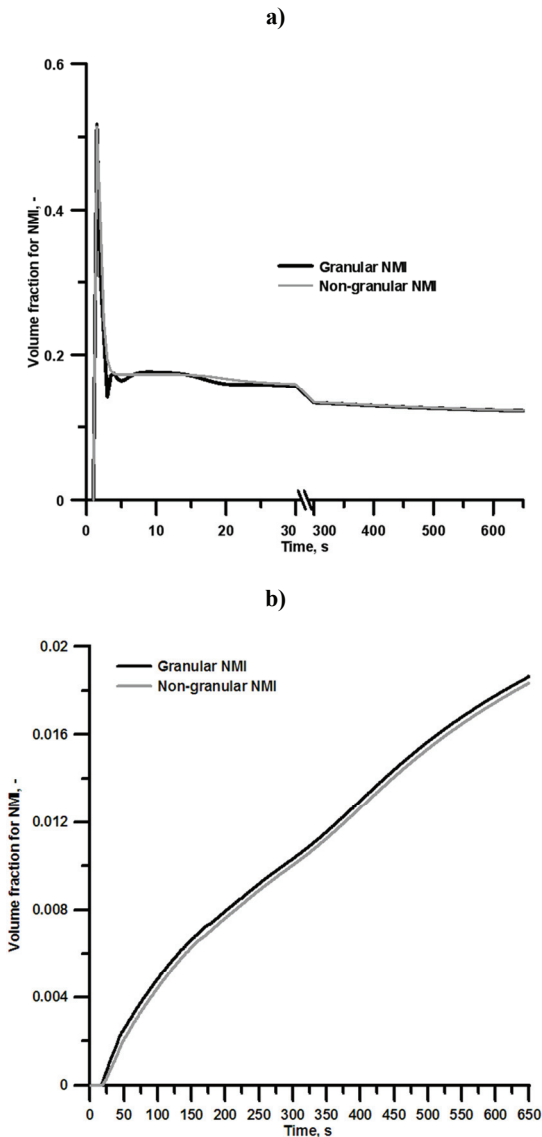 a)
0.6
0.4
0.2
0
Volume fraction for NMI, -
Granular NMI
Non-granular NMI
0 10 20 30 300 400 500 600
Time, s
b)
0.02
0.016
0.012
0.008
0.004
0
Volume fraction for NMI, -
Granular NMI
Non-granular NMI
0 50 100 150 200 250 300 350 400 450 500 550 600 650
Time, s